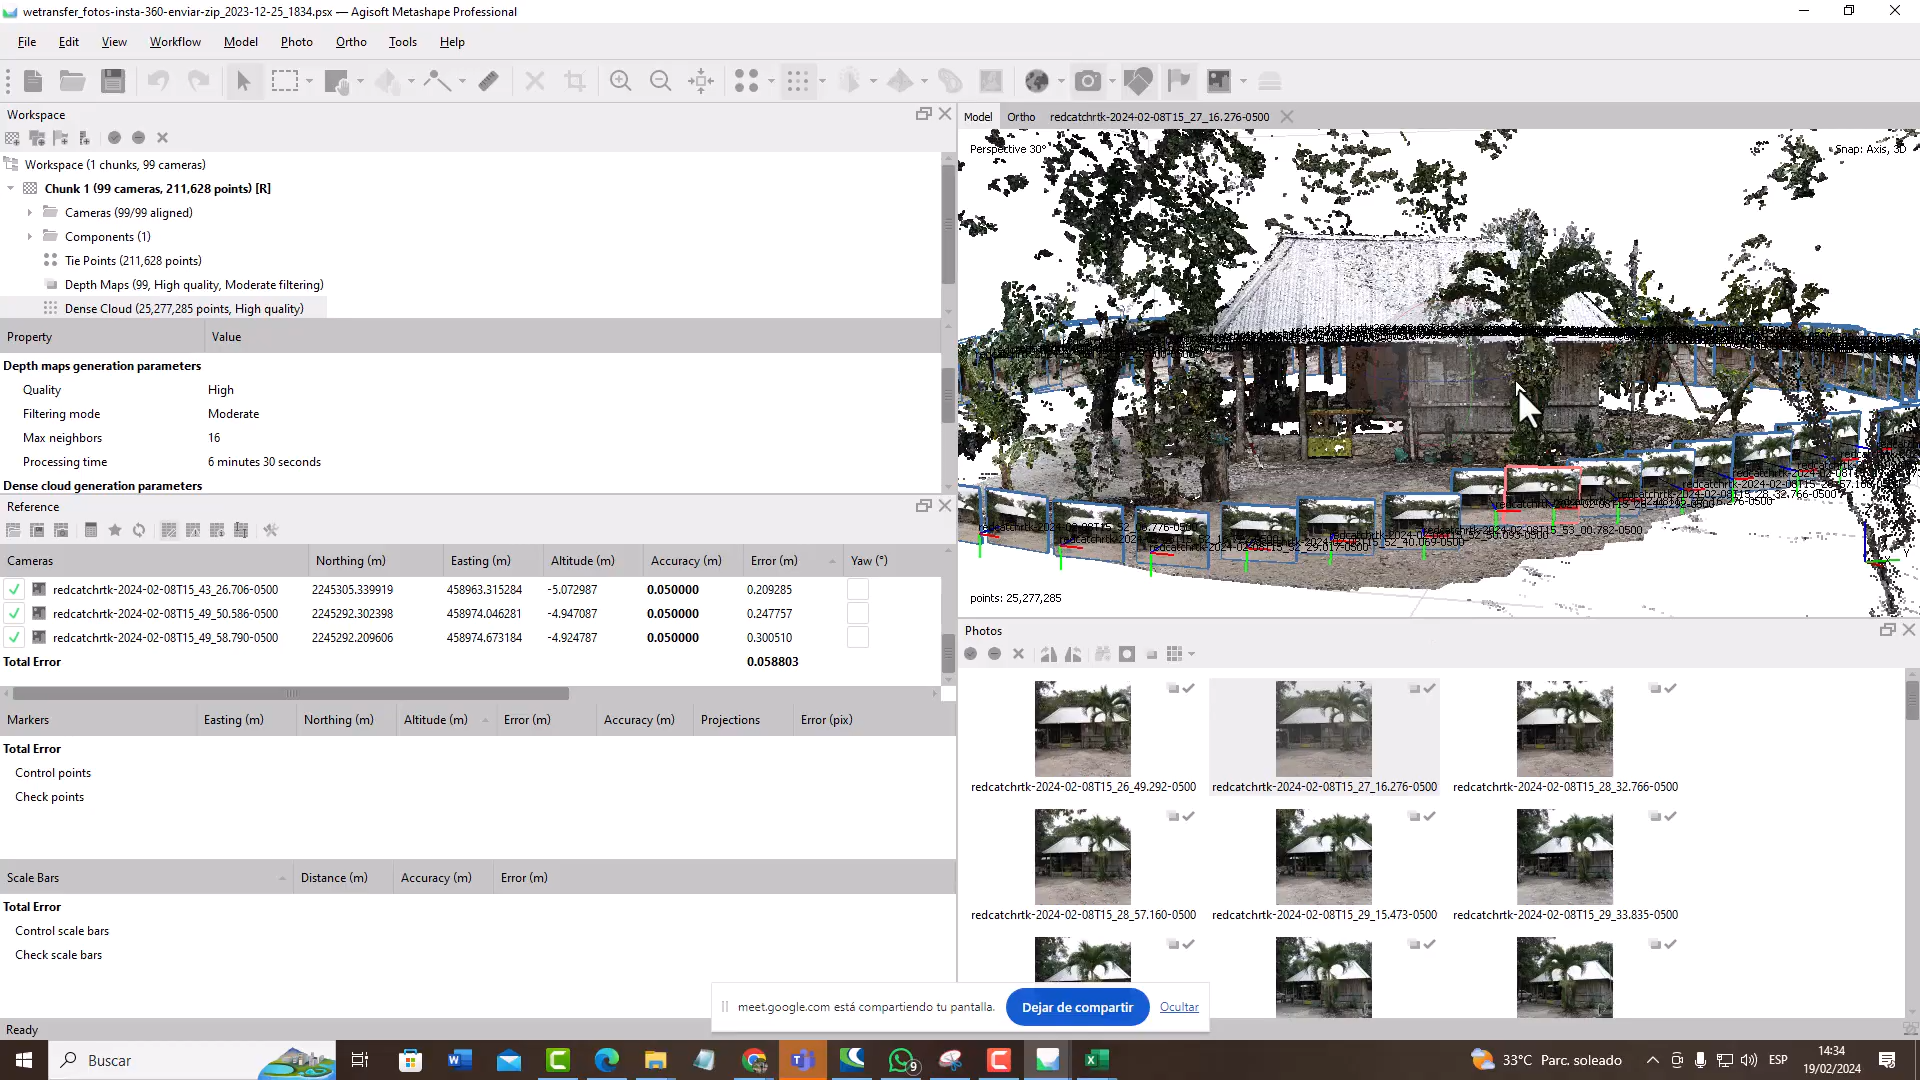 wetransfer_fotos-insta-360-enviar-zip_2023-12-25_1834.psx — Agisoft Metashape Professional
File Edit View Workflow Model Photo Ortho Tools Help
Workspace
Workspace (1 chunks, 99 cameras)
Chunk 1 (99 cameras, 211,628 points) [R]
Cameras (99/99 aligned)
Components (1)
Tie Points (211,628 points)
Depth Maps (99, High quality, Moderate filtering)
Dense Cloud (25,277,285 points, High quality)
Property Value
Depth maps generation parameters
Quality High
Filtering mode Moderate
Max neighbors 16
Processing time 6 minutes 30 seconds
Dense cloud generation parameters
Reference
Cameras Northing (m) Easting (m) Altitude (m) Accuracy (m) Error (m) Yaw (°)
redcatchrtk-2024-02-08T15_43_26.706-0500 2245305.339919 458963.315284 -5.072987 0.050000 0.209285
redcatchrtk-2024-02-08T15_49_50.586-0500 2245292.302398 458974.046281 -4.947087 0.050000 0.247757
redcatchrtk-2024-02-08T15_49_58.790-0500 2245292.209606 458974.673184 -4.924787 0.050000 0.300510
Total Error 0.058803
Markers Easting (m) Northing (m) Altitude (m) Error (m) Accuracy (m) Projections Error (pix)
Total Error
Control points
Check points
Scale Bars Distance (m) Accuracy (m) Error (m)
Total Error
Control scale bars
Check scale bars
Ready
Model Ortho redcatchrtk-2024-02-08T15_27_16.276-0500
Perspective 30°
Snap: Axis, 3D
points: 25,277,285
Photos
redcatchrtk-2024-02-08T15_26_49.292-0500
redcatchrtk-2024-02-08T15_27_16.276-0500
redcatchrtk-2024-02-08T15_28_32.766-0500
redcatchrtk-2024-02-08T15_28_57.160-0500
redcatchrtk-2024-02-08T15_29_15.473-0500
redcatchrtk-2024-02-08T15_29_33.835-0500
meet.google.com está compartiendo tu pantalla. Dejar de compartir Ocultar
Buscar
9
33°C Parc. soleado
ESP
14:34
19/02/2024